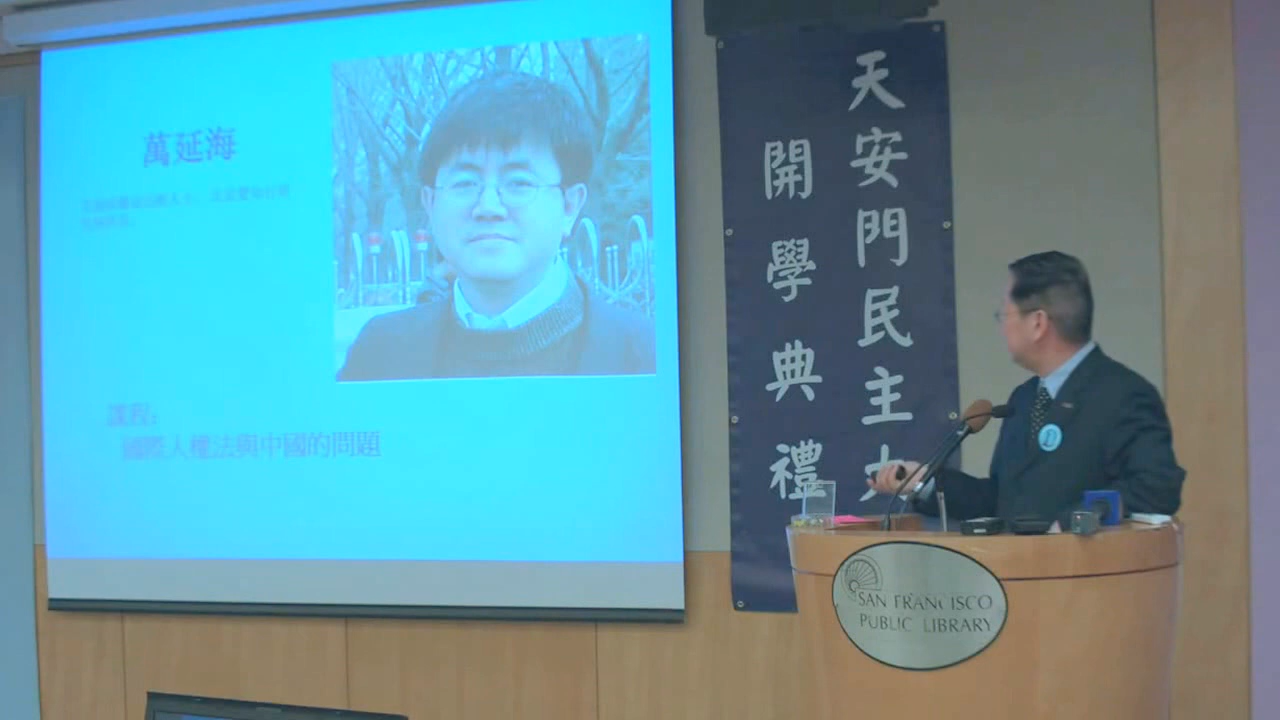 萬延海
課程：
國際人權法與中國的問題
天安門民主大
開學典禮
SAN FRANCISCO
PUBLIC LIBRARY